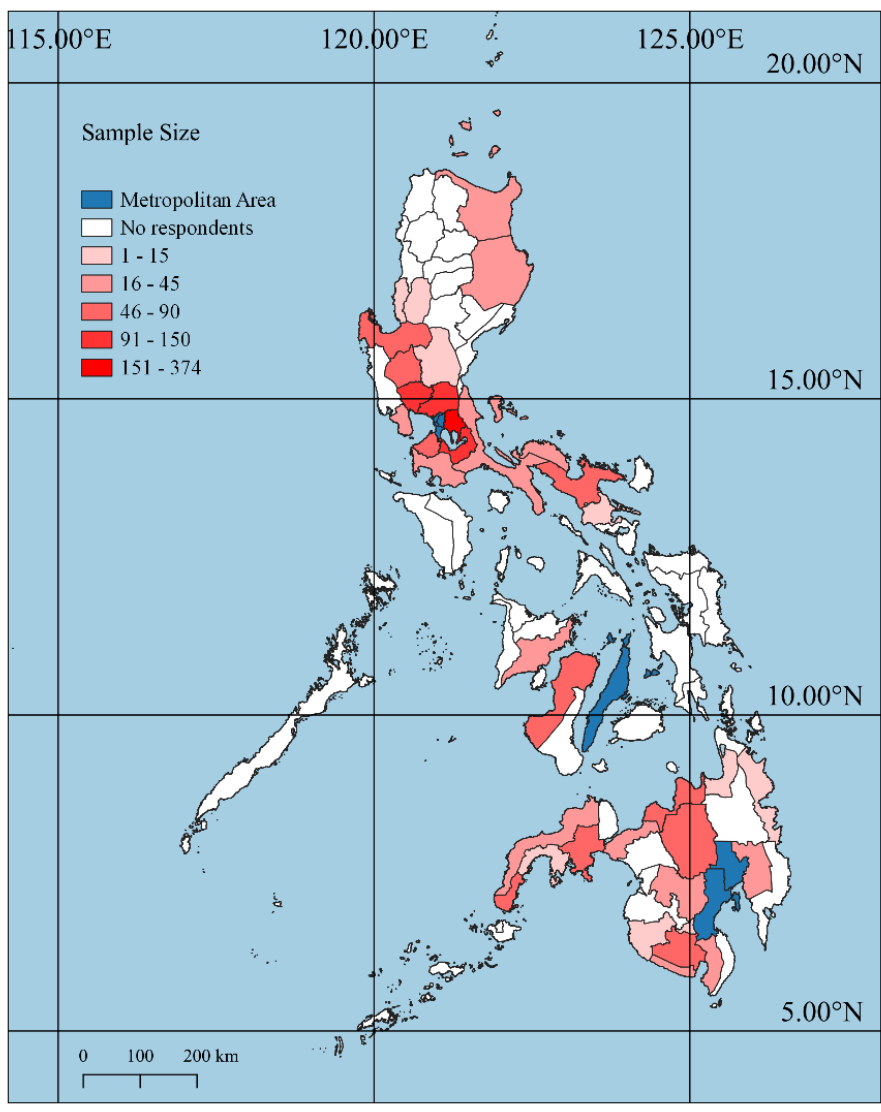 115.00°E 120.00°E 125.00°E
20.00°N
Sample Size
Metropolitan Area
No respondents
1 - 15
16 - 45
46 - 90
91 - 150
151 - 374
15.00°N
10.00°N
5.00°N
0 100 200 km